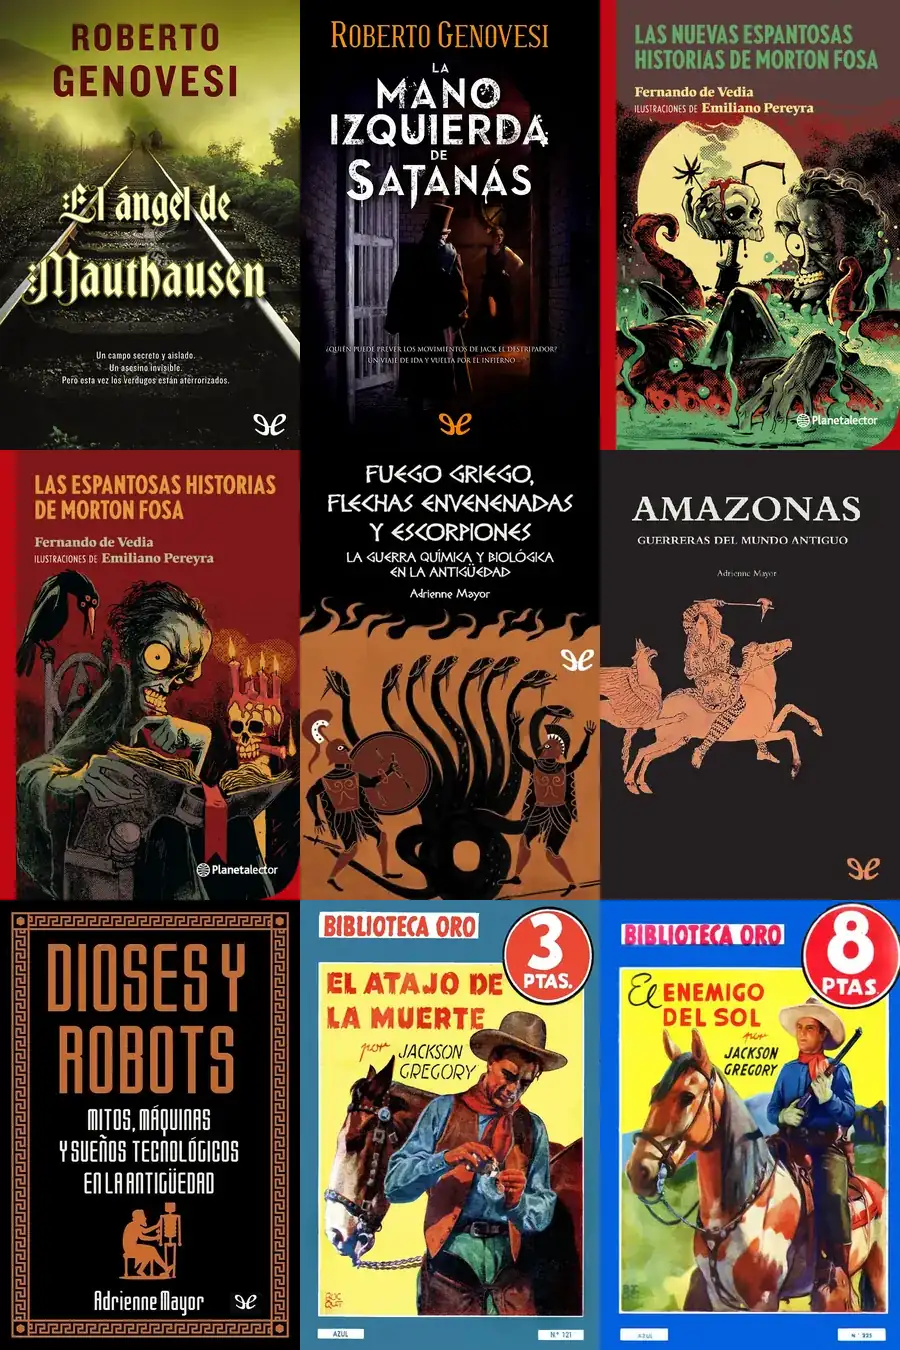 ROBERTO
GENOVESI
El ángel de
Mauthausen
Un campo secreto y aislado.
Un asesino invisible.
Pero esta vez los verdugos están aterrorizados.
ROBERTO GENOVESI
LA
MANO
IZQUIERDA
DE
SATANÁS
¿QUIÉN PUEDE PREVER LOS MOVIMIENTOS DE JACK EL DESTRIPADOR?
UN VIAJE DE IDA Y VUELTA POR EL INFIERNO
LAS NUEVAS ESPANTOSAS
HISTORIAS DE MORTON FOSA
Fernando de Vedia
ILUSTRACIONES DE Emiliano Pereyra
Planetalector
LAS ESPANTOSAS HISTORIAS
DE MORTON FOSA
Fernando de Vedia
ILUSTRACIONES DE Emiliano Pereyra
Planetalector
FUEGO GRIEGO,
FLECHAS ENVENENADAS
Y ESCORPIONES
LA GUERRA QUÍMICA Y BIOLÓGICA
EN LA ANTIGÜEDAD
Adrienne Mayor
AMAZONAS
GUERRERAS DEL MUNDO ANTIGUO
Adrienne Mayor
DIOSES Y
ROBOTS
MITOS, MÁQUINAS
Y SUEÑOS TECNOLÓGICOS
EN LA ANTIGÜEDAD
Adrienne Mayor
BIBLIOTECA ORO
3
PTAS.
EL ATAJO DE
LA MUERTE
por JACKSON
GREGORY
AZUL
N.º 121
BIBLIOTECA ORO
8
PTAS.
El ENEMIGO
DEL SOL
por JACKSON
GREGORY
AZUL